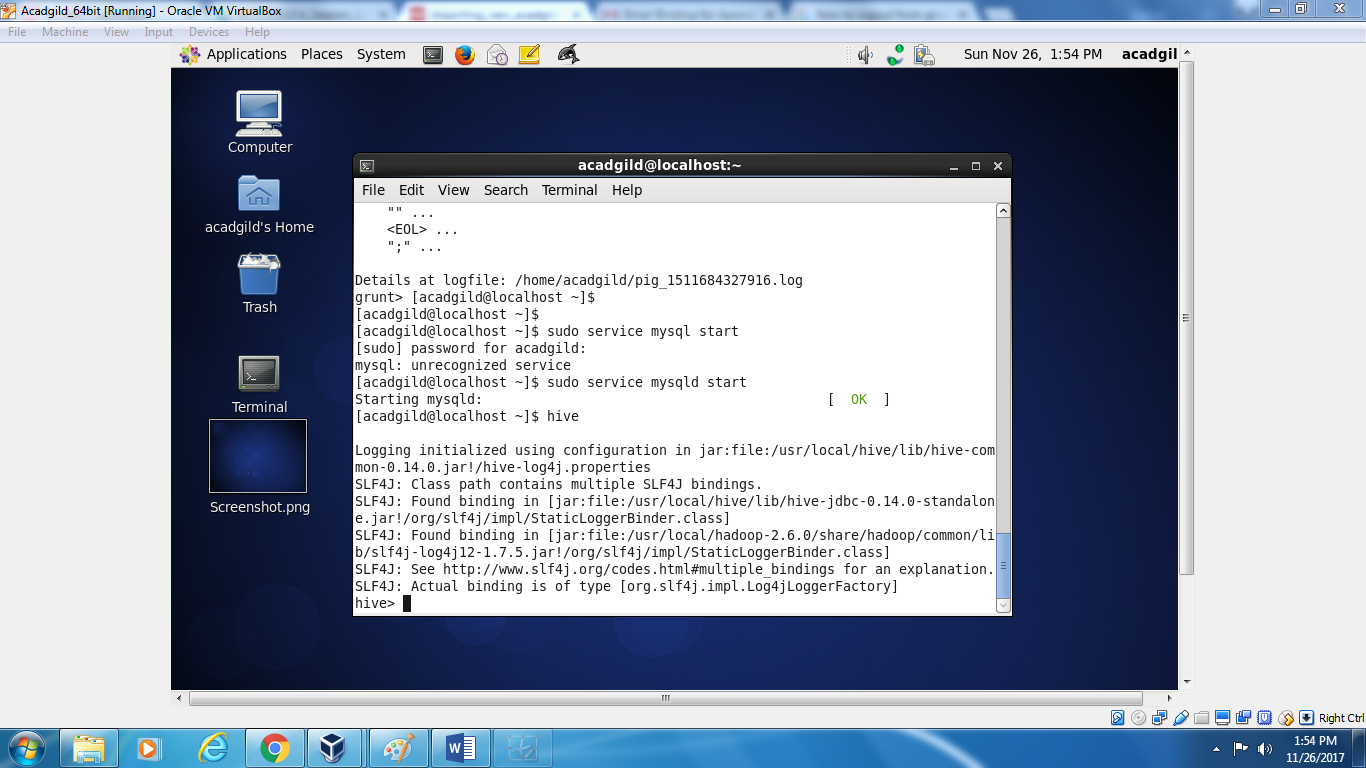 Acadgild_64bit [Running] - Oracle VM VirtualBox
File Machine View Input Devices Help
Applications Places System Sun Nov 26, 1:54 PM acadgil
Computer
acadgild's Home
Trash
Terminal
Screenshot.png
acadgild@localhost:~
File Edit View Search Terminal Help
"" ...
<EOL> ...
";" ...
Details at logfile: /home/acadgild/pig_1511684327916.log
grunt> [acadgild@localhost ~]$
[acadgild@localhost ~]$
[acadgild@localhost ~]$ sudo service mysql start
[sudo] password for acadgild:
mysql: unrecognized service
[acadgild@localhost ~]$ sudo service mysqld start
Starting mysqld: [ OK ]
[acadgild@localhost ~]$ hive
Logging initialized using configuration in jar:file:/usr/local/hive/lib/hive-com
mon-0.14.0.jar!/hive-log4j.properties
SLF4J: Class path contains multiple SLF4J bindings.
SLF4J: Found binding in [jar:file:/usr/local/hive/lib/hive-jdbc-0.14.0-standalon
e.jar!/org/slf4j/impl/StaticLoggerBinder.class]
SLF4J: Found binding in [jar:file:/usr/local/hadoop-2.6.0/share/hadoop/common/li
b/slf4j-log4j12-1.7.5.jar!/org/slf4j/impl/StaticLoggerBinder.class]
SLF4J: See http://www.slf4j.org/codes.html#multiple_bindings for an explanation.
SLF4J: Actual binding is of type [org.slf4j.impl.Log4jLoggerFactory]
hive>
Right Ctrl
1:54 PM
11/26/2017